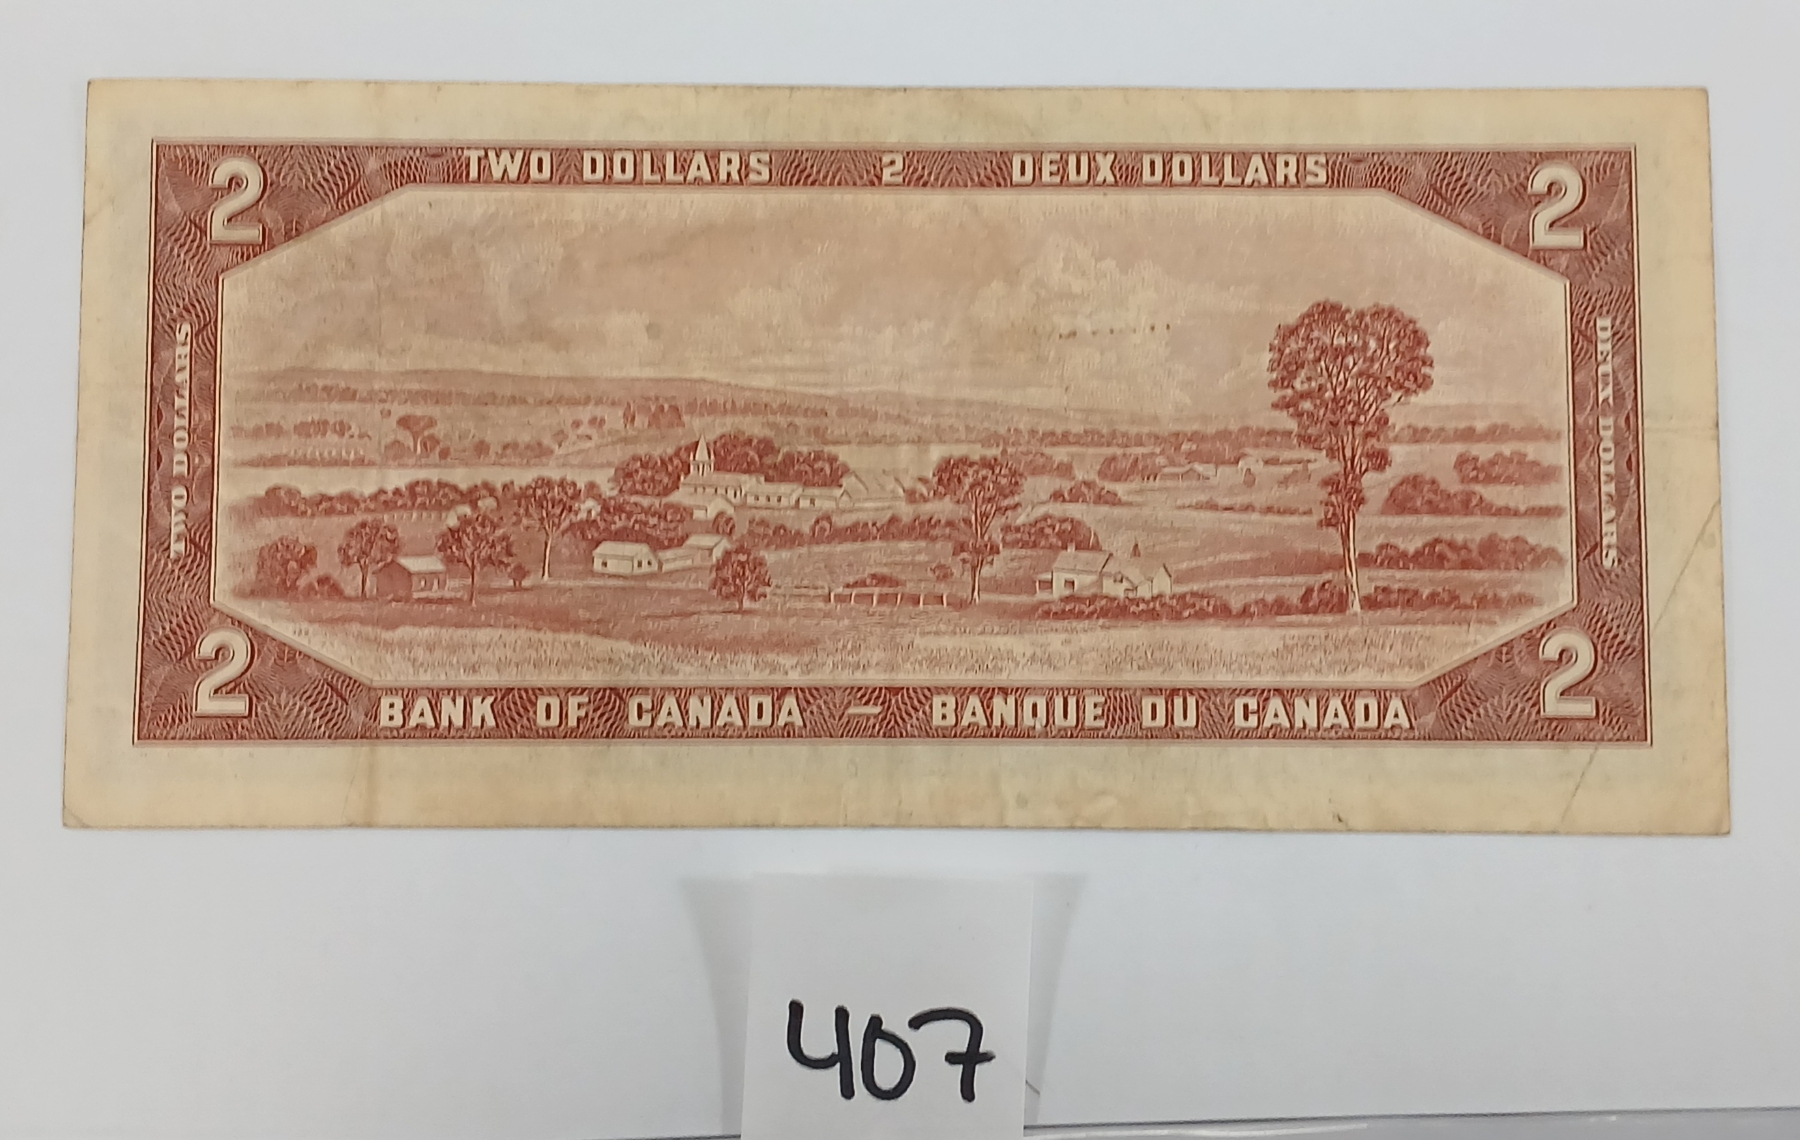 TWO DOLLARS 2 DEUX DOLLARS
2 2
TWO DOLLARS
DEUX DOLLARS
2 2
BANK OF CANADA — BANQUE DU CANADA
407